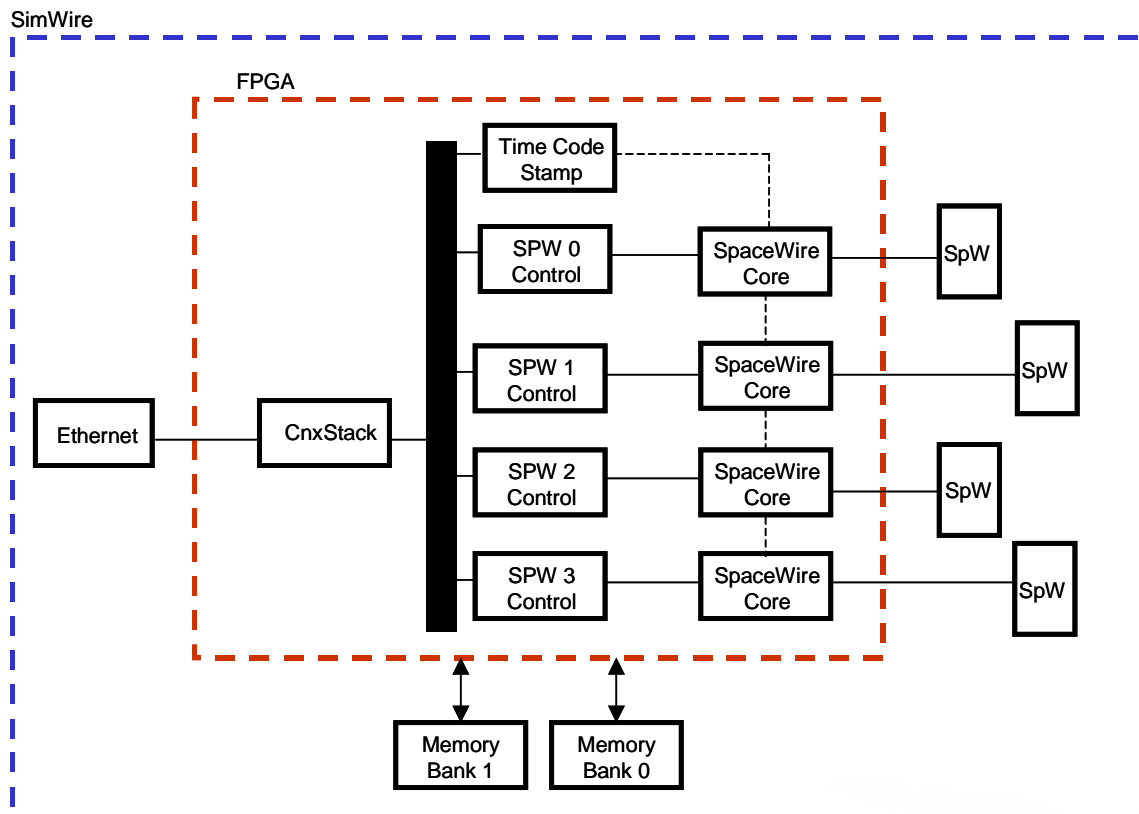 SimWire
FPGA
Time Code
Stamp
SPW 0
Control
SpaceWire
Core
SpW
SPW 1
Control
SpaceWire
Core
SpW
Ethernet
CnxStack
SPW 2
Control
SpaceWire
Core
SpW
SPW 3
Control
SpaceWire
Core
SpW
Memory
Bank 1
Memory
Bank 0